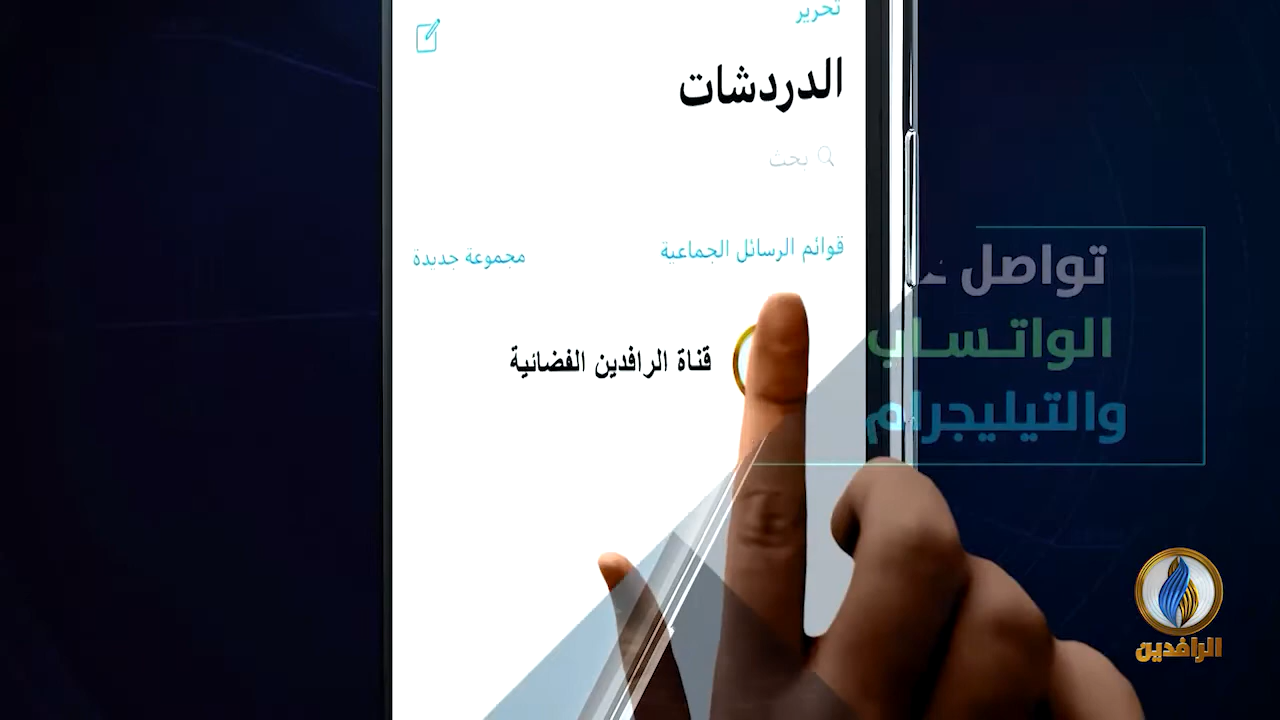 تحرير
الدردشات
بحث
قوائم الرسائل الجماعية
مجموعة جديدة
قناة الرافدين الفضائية
تواصل
الواتساب
والتيليجرام
الرافدين